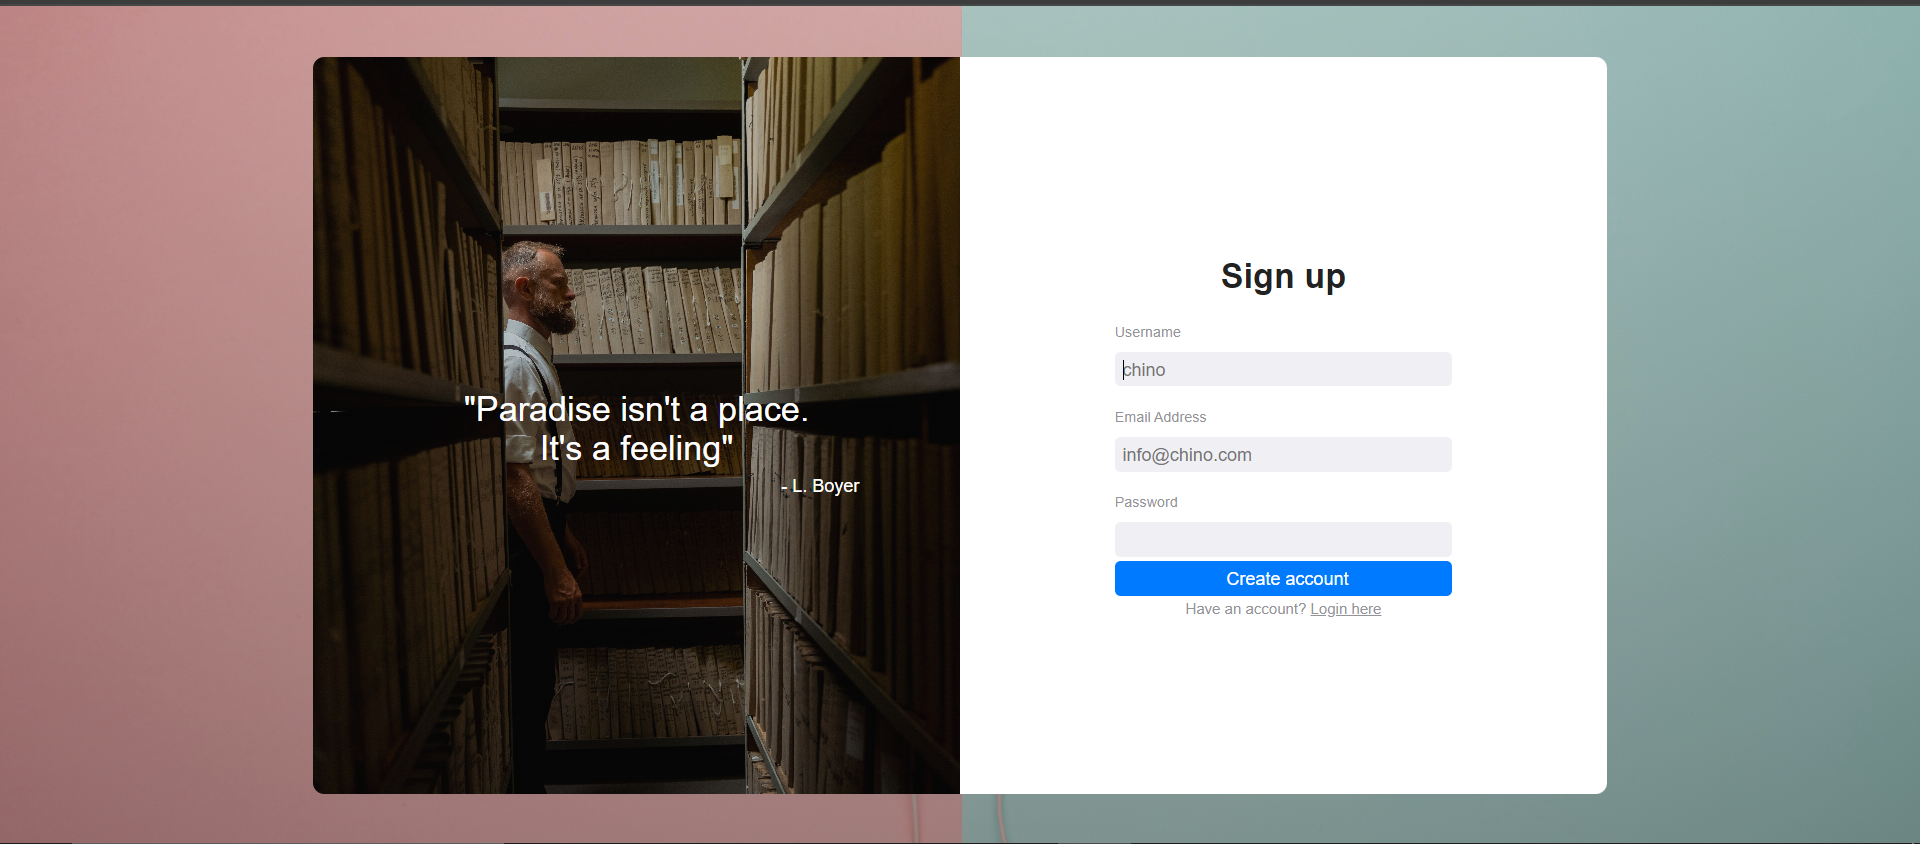 "Paradise isn't a place.
It's a feeling"
- L. Boyer
Sign up
Username
chino
Email Address
info@chino.com
Password
Create account
Have an account? Login here